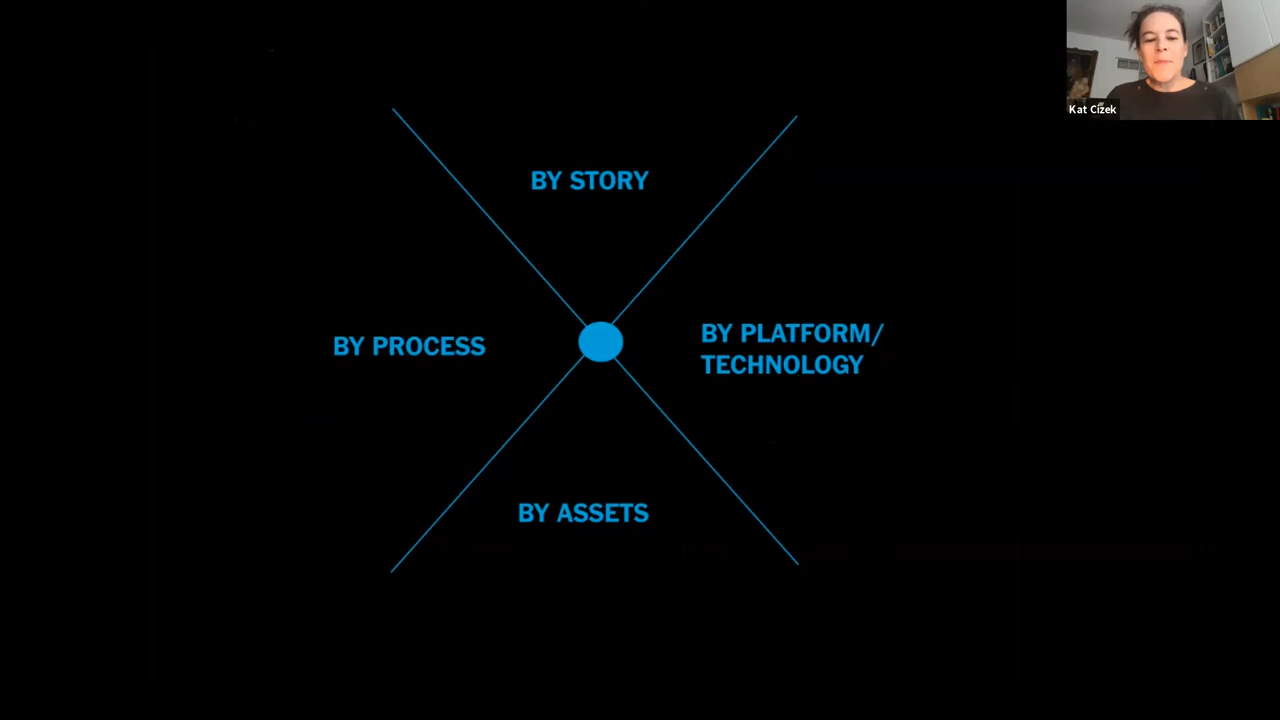 Kat Cizek
BY STORY
BY PROCESS
BY PLATFORM/
TECHNOLOGY
BY ASSETS